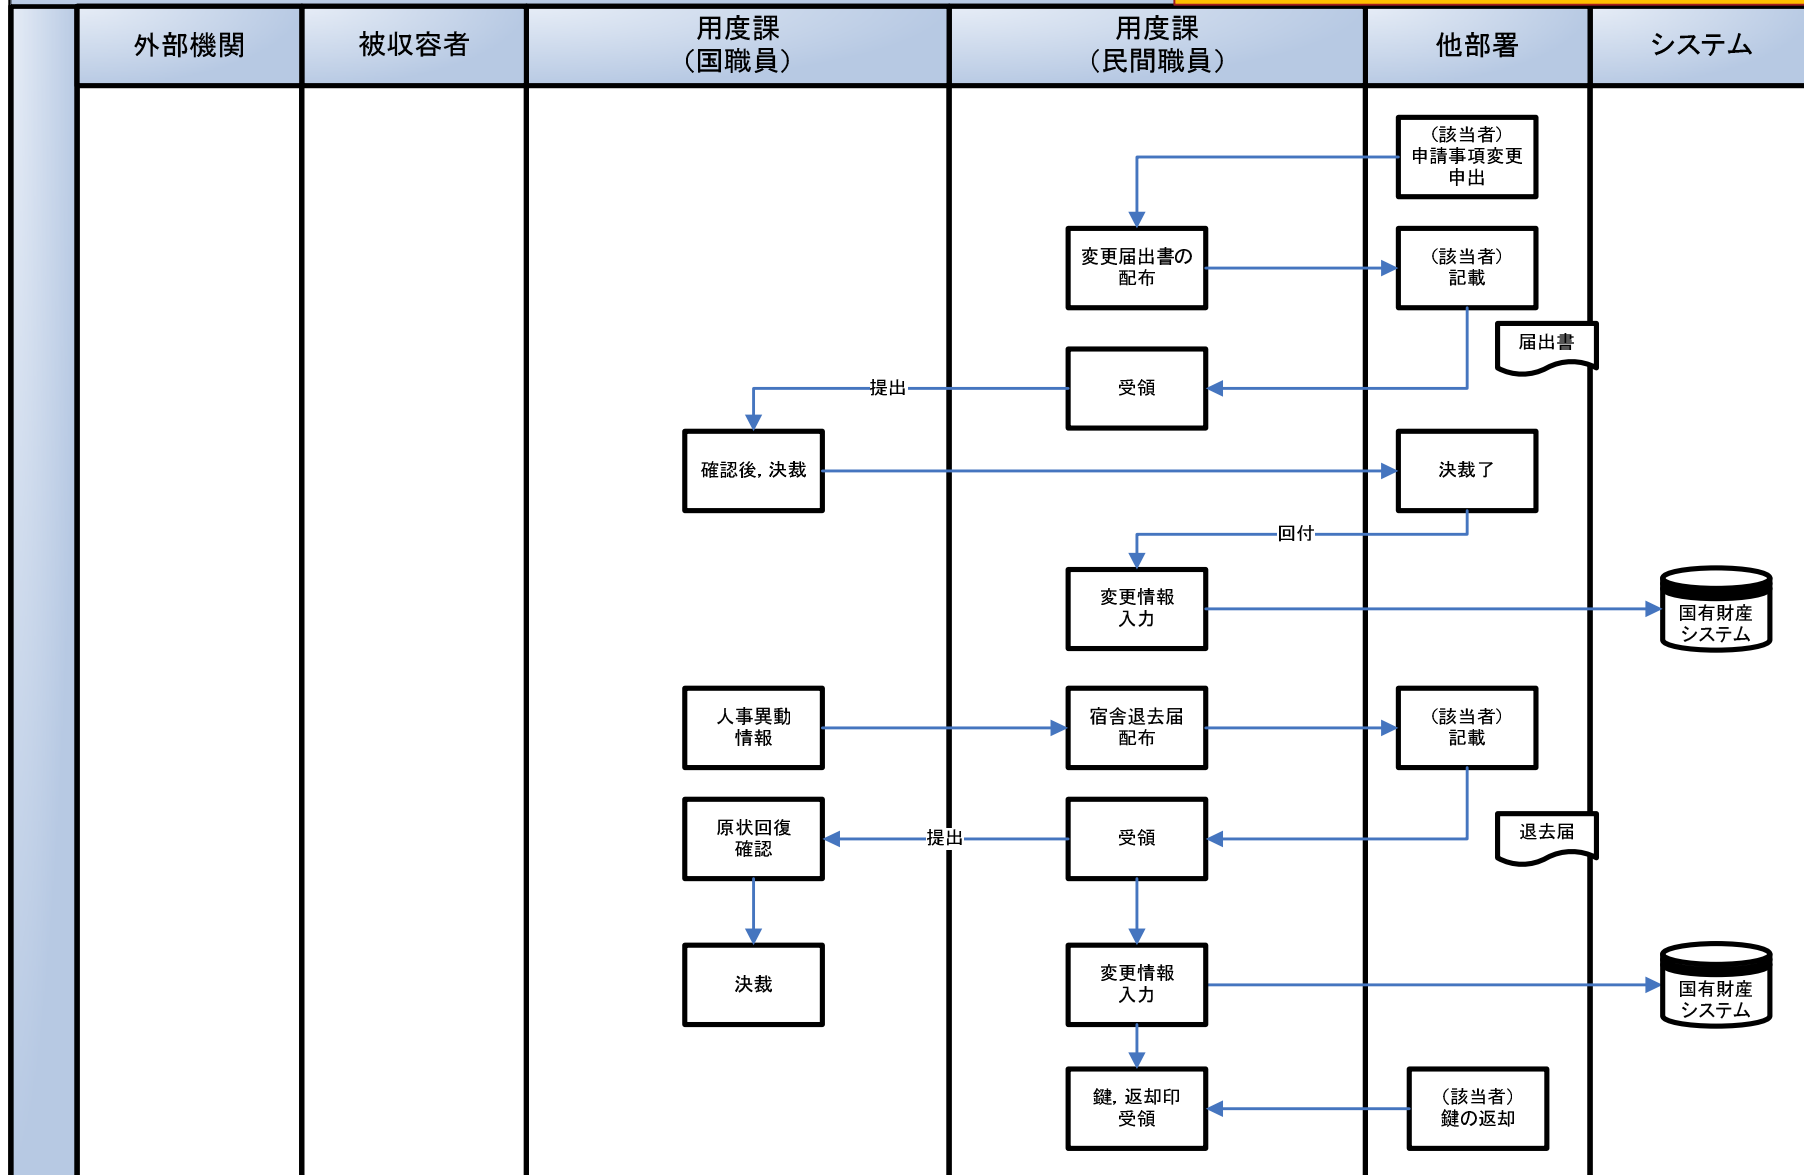 外部機関
被収容者
用度課
（国職員）
用度課
（民間職員）
他部署
システム
（該当者）
申請事項変更
申出
変更届出書の
配布
（該当者）
記載
届出書
受領
提出
確認後，決裁
決裁了
回付
変更情報
入力
国有財産
システム
人事異動
情報
宿舎退去届
配布
（該当者）
記載
退去届
受領
提出
原状回復
確認
決裁
変更情報
入力
国有財産
システム
鍵，返却印
受領
（該当者）
鍵の返却